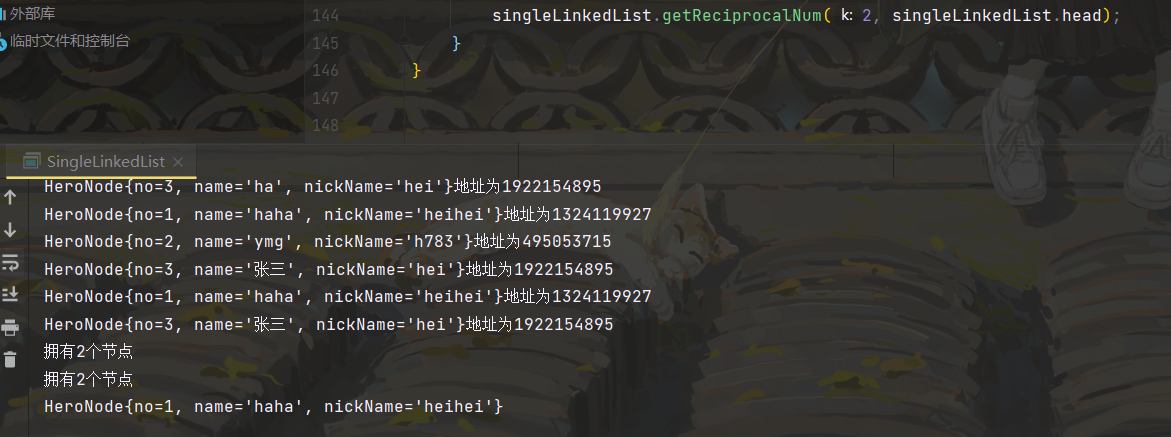 外部库
临时文件和控制台
144 singleLinkedList.getReciprocalNum( k: 2, singleLinkedList.head);
145 }
146 }
147
148
SingleLinkedList ×
HeroNode{no=3, name='ha', nickName='hei'}地址为1922154895
HeroNode{no=1, name='haha', nickName='heihei'}地址为1324119927
HeroNode{no=2, name='ymg', nickName='h783'}地址为495053715
HeroNode{no=3, name='张三', nickName='hei'}地址为1922154895
HeroNode{no=1, name='haha', nickName='heihei'}地址为1324119927
HeroNode{no=3, name='张三', nickName='hei'}地址为1922154895
拥有2个节点
拥有2个节点
HeroNode{no=1, name='haha', nickName='heihei'}